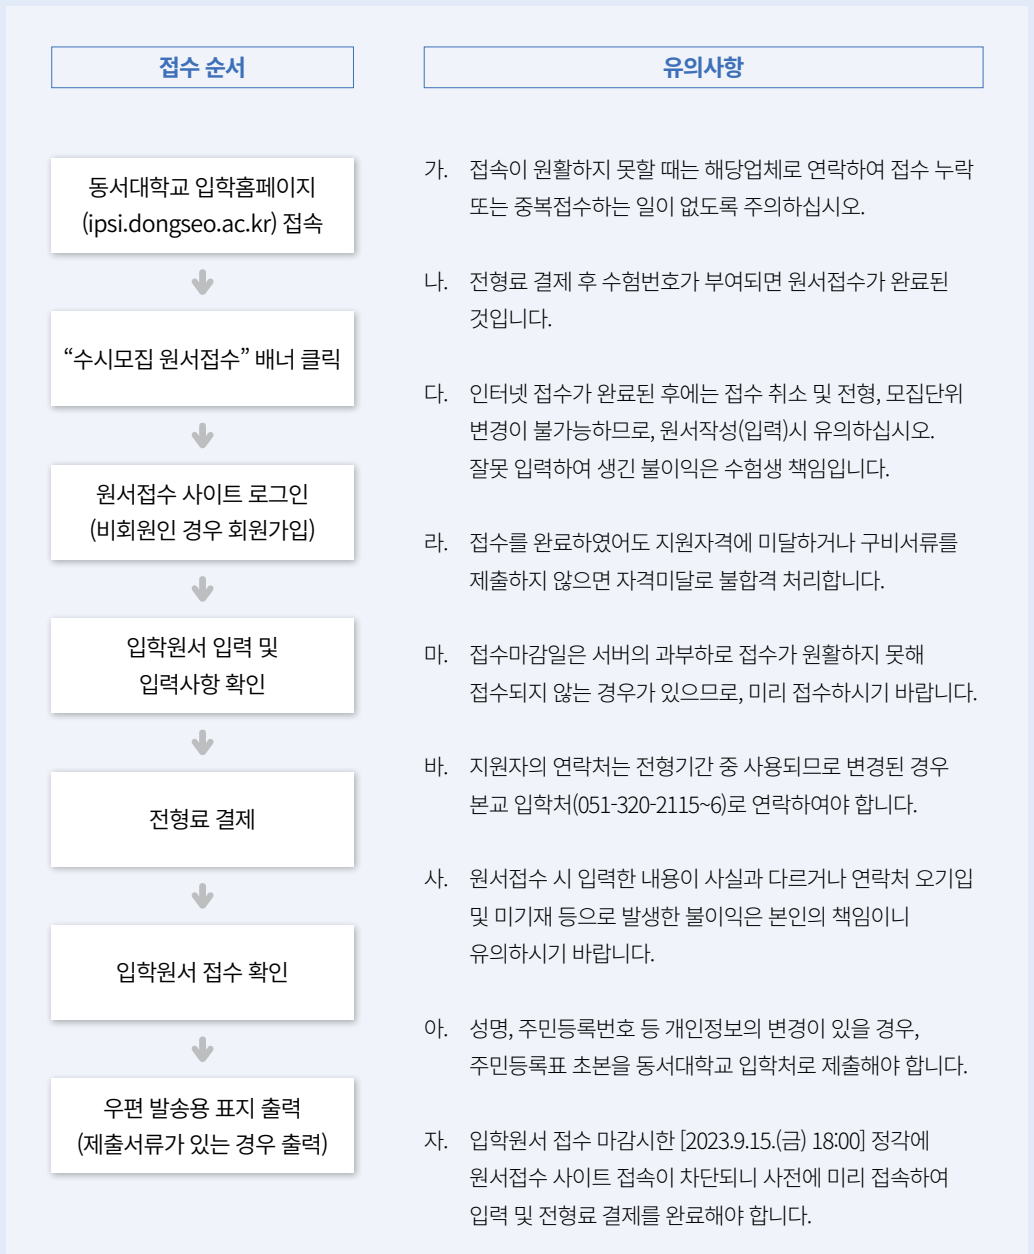 접수 순서
동서대학교 입학홈페이지
(ipsi.dongseo.ac.kr) 접속
“수시모집 원서접수” 배너 클릭
원서접수 사이트 로그인
(비회원인 경우 회원가입)
입학원서 입력 및
입력사항 확인
전형료 결제
입학원서 접수 확인
우편 발송용 표지 출력
(제출서류가 있는 경우 출력)
유의사항
가. 접속이 원활하지 못할 때는 해당업체로 연락하여 접수 누락
또는 중복접수하는 일이 없도록 주의하십시오.
나. 전형료 결제 후 수험번호가 부여되면 원서접수가 완료된
것입니다.
다. 인터넷 접수가 완료된 후에는 접수 취소 및 전형, 모집단위
변경이 불가능하므로, 원서작성(입력)시 유의하십시오.
잘못 입력하여 생긴 불이익은 수험생 책임입니다.
라. 접수를 완료하였어도 지원자격에 미달하거나 구비서류를
제출하지 않으면 자격미달로 불합격 처리합니다.
마. 접수마감일은 서버의 과부하로 접수가 원활하지 못해
접수되지 않는 경우가 있으므로, 미리 접수하시기 바랍니다.
바. 지원자의 연락처는 전형기간 중 사용되므로 변경된 경우
본교 입학처(051-320-2115~6)로 연락하여야 합니다.
사. 원서접수 시 입력한 내용이 사실과 다르거나 연락처 오기입
및 미기재 등으로 발생한 불이익은 본인의 책임이니
유의하시기 바랍니다.
아. 성명, 주민등록번호 등 개인정보의 변경이 있을 경우,
주민등록표 초본을 동서대학교 입학처로 제출해야 합니다.
자. 입학원서 접수 마감시한 [2023.9.15.(금) 18:00] 정각에
원서접수 사이트 접속이 차단되니 사전에 미리 접속하여
입력 및 전형료 결제를 완료해야 합니다.